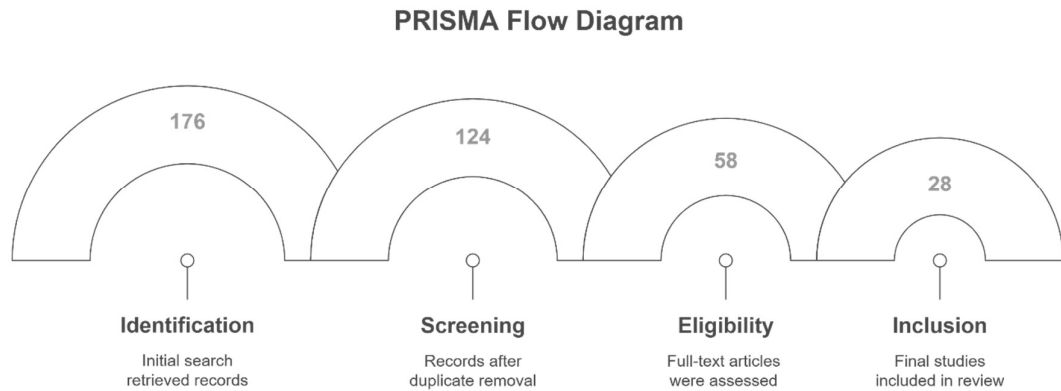 PRISMA Flow Diagram
176
124
58
28
Identification
Initial search
retrieved records
Screening
Records after
duplicate removal
Eligibility
Full-text articles
were assessed
Inclusion
Final studies
included in review